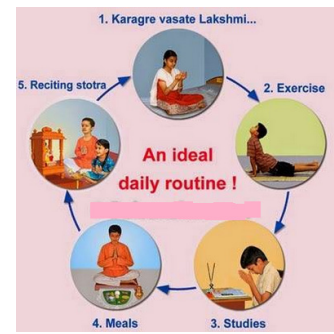 1. Karagre vasate Lakshmi...
2. Exercise
3. Studies
4. Meals
5. Reciting stotra
An ideal
daily routine !